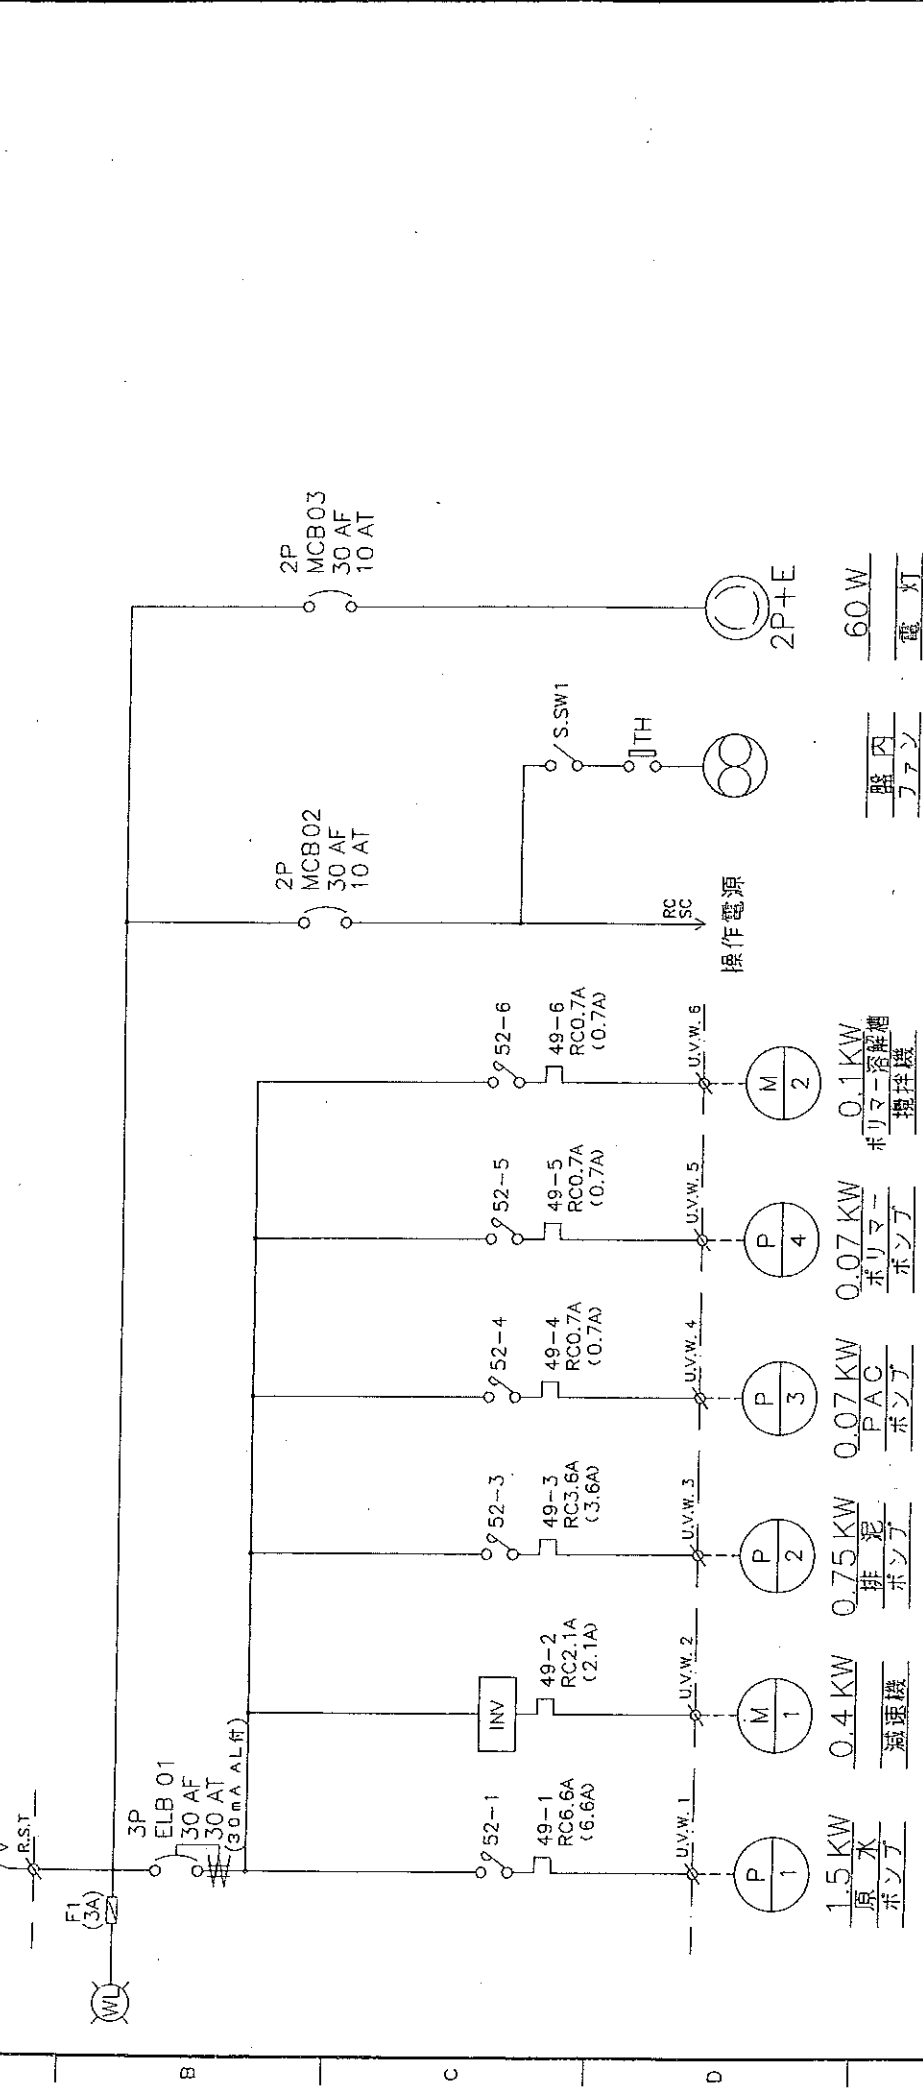 V
R.S.T
F1
(3A)
WL
3P
ELB 01
30 AF
30 AT
(30mA AL付)
2P
MCB02
30 AF
10 AT
2P
MCB03
30 AF
10 AT
52-1
49-1
RC6.6A
(6.6A)
U.V.W. 1
P
1
1.5 KW
原 水
ポンプ
INV
49-2
RC2.1A
(2.1A)
U.V.W. 2
M
1
0.4 KW
減速機
52-3
49-3
RC3.6A
(3.6A)
U.V.W. 3
P
2
0.75 KW
排 泥
ポンプ
52-4
49-4
RC0.7A
(0.7A)
U.V.W. 4
P
3
0.07 KW
PAC
ポンプ
52-5
49-5
RC0.7A
(0.7A)
U.V.W. 5
P
4
0.07 KW
ポリマー
ポンプ
52-6
49-6
RC0.7A
(0.7A)
U.V.W. 6
M
2
0.1 KW
ポリマー溶解槽
攪拌機
RC
SC
操作電源
S.SW1
TH
盤 内
ファン
2P+E
60 W
電 灯
B
C
D